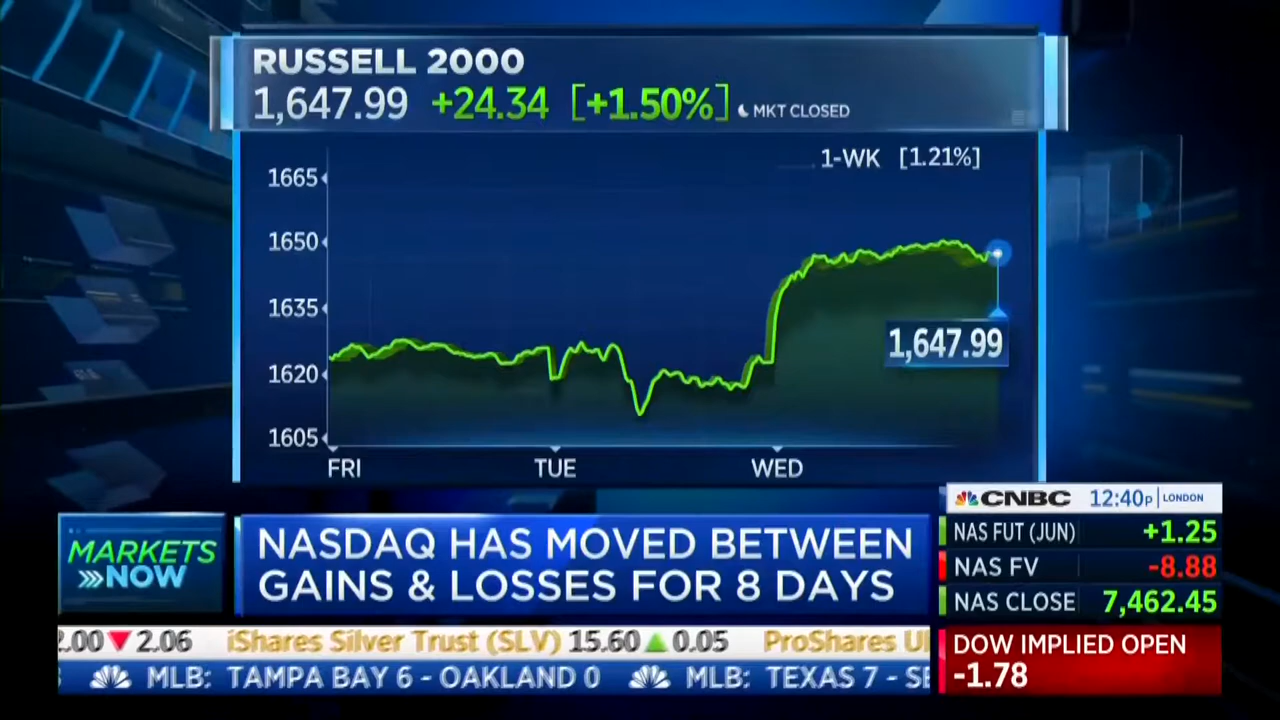 RUSSELL 2000
1,647.99 +24.34 [+1.50%] MKT CLOSED
1-WK [1.21%]
1665
1650
1635
1620
1605
1,647.99
FRI TUE WED
CNBC 12:40P LONDON
NAS FUT (JUN) +1.25
NAS FV -8.88
NAS CLOSE 7,462.45
DOW IMPLIED OPEN
-1.78
MARKETS
NOW
NASDAQ HAS MOVED BETWEEN
GAINS & LOSSES FOR 8 DAYS
2.00 2.06 iShares Silver Trust (SLV) 15.60 0.05 ProShares
MLB: TAMPA BAY 6 - OAKLAND 0 MLB: TEXAS 7 -